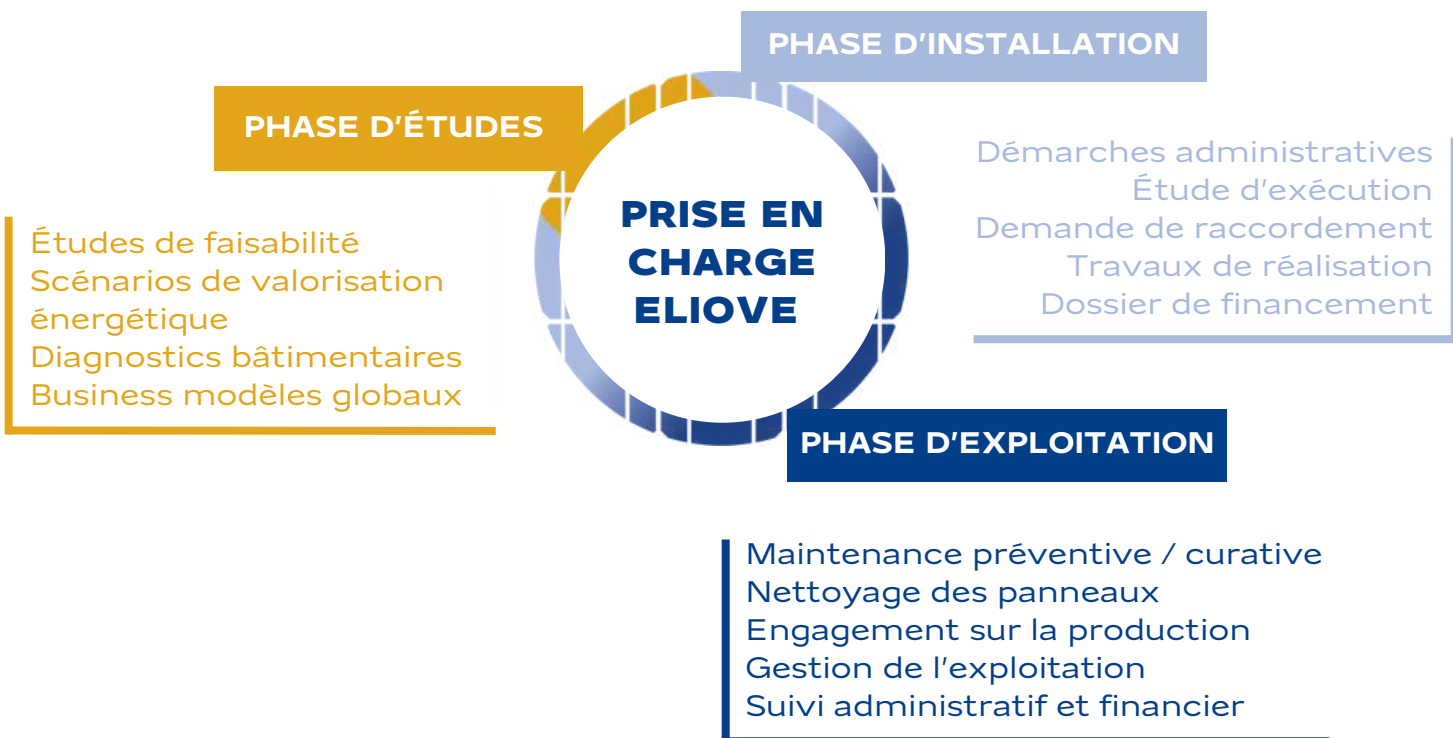 PHASE D'INSTALLATION
PHASE D'ÉTUDES
PRISE EN
CHARGE
ELIOVE
Démarches administratives
Étude d'exécution
Demande de raccordement
Travaux de réalisation
Dossier de financement
Études de faisabilité
Scénarios de valorisation
énergétique
Diagnostics bâtimentaires
Business modèles globaux
PHASE D'EXPLOITATION
Maintenance préventive / curative
Nettoyage des panneaux
Engagement sur la production
Gestion de l'exploitation
Suivi administratif et financier